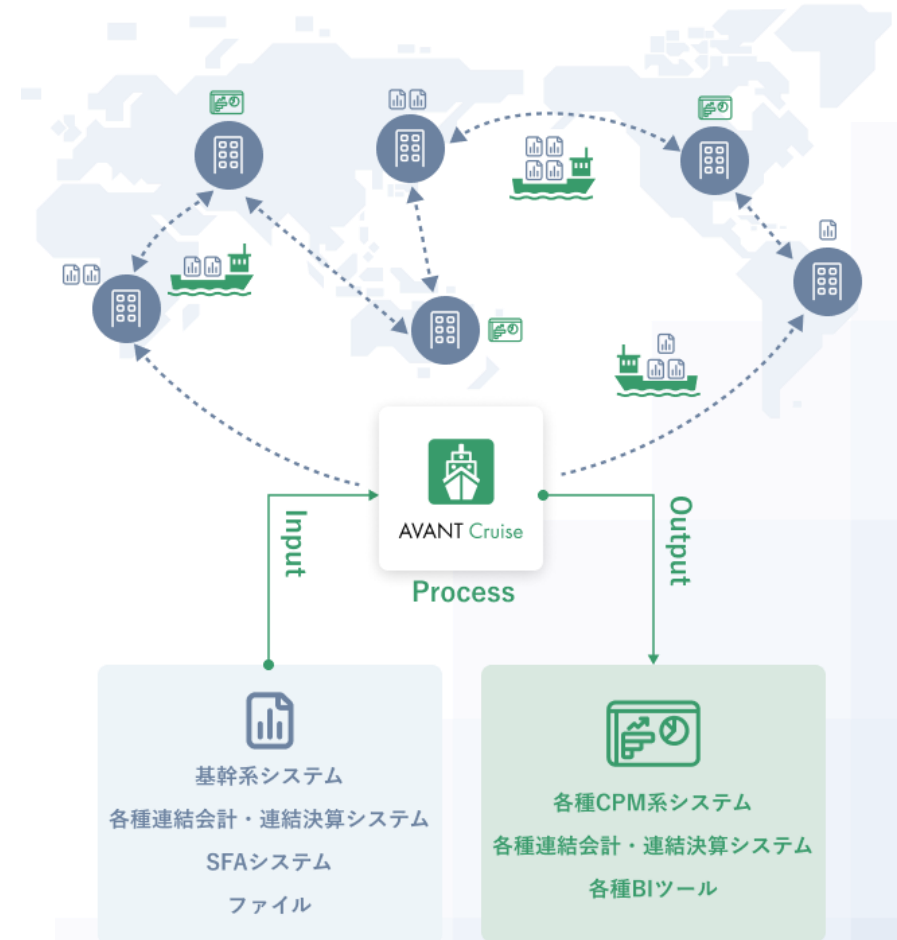 AVANT Cruise
Input
Output
Process
基幹系システム
各種連結会計・連結決算システム
SFAシステム
ファイル
各種CPM系システム
各種連結会計・連結決算システム
各種BIツール